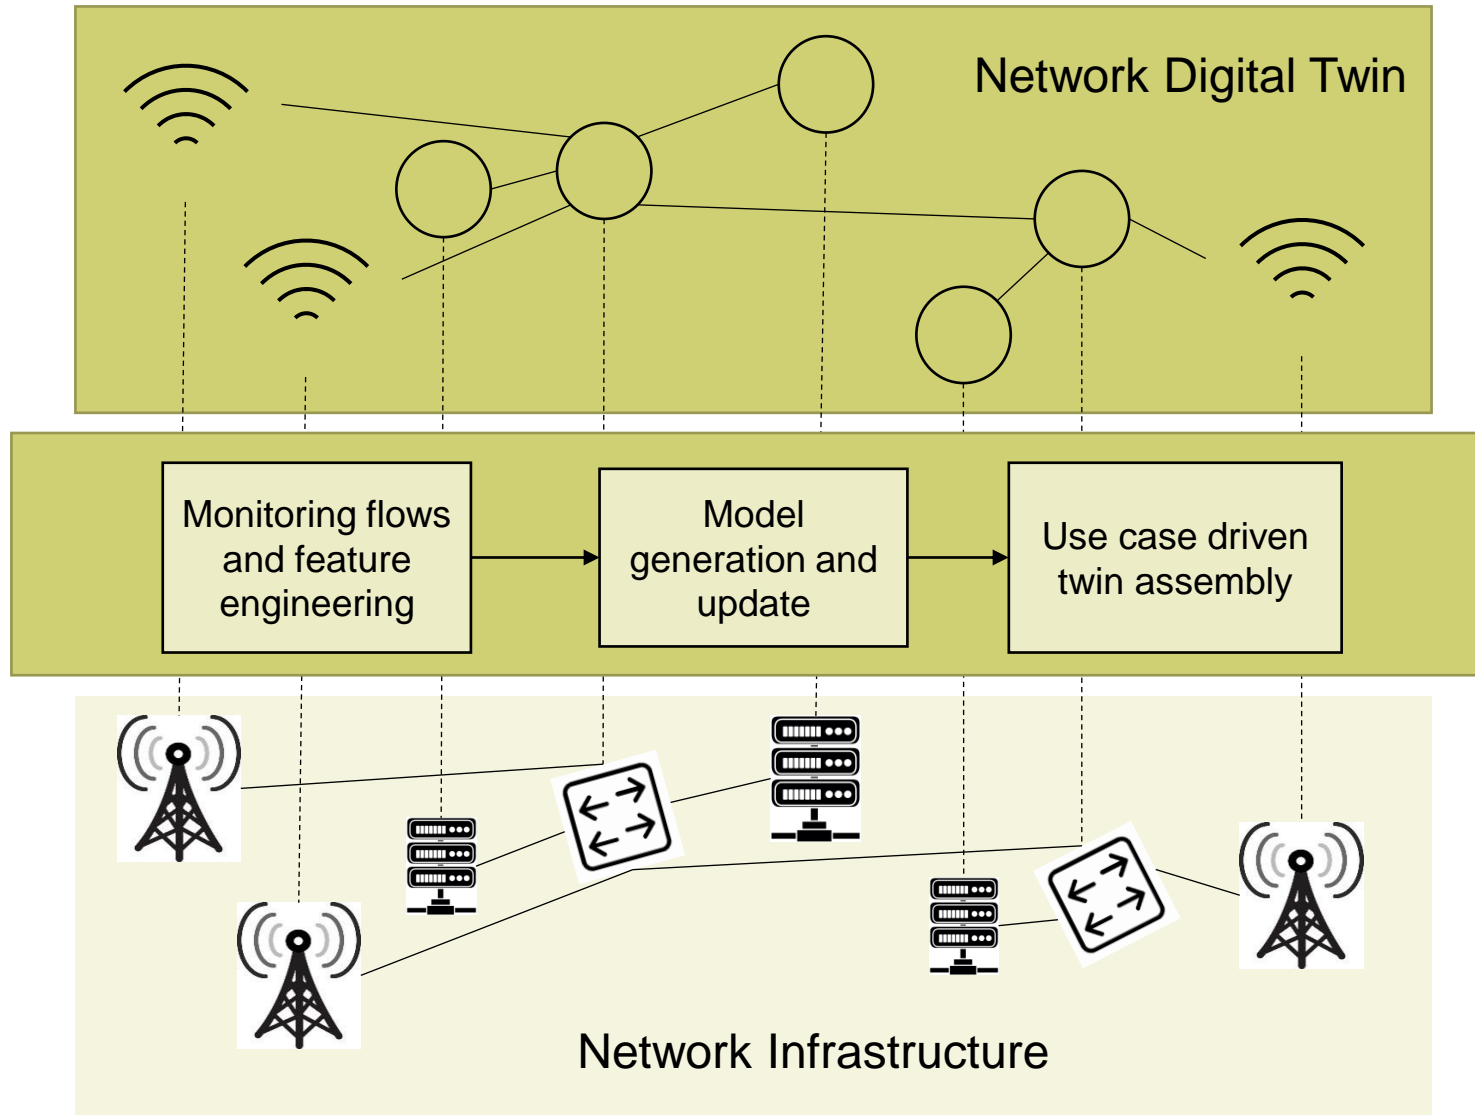 Network Digital Twin
Monitoring flows
and feature
engineering
Model
generation and
update
Use case driven
twin assembly
Network Infrastructure